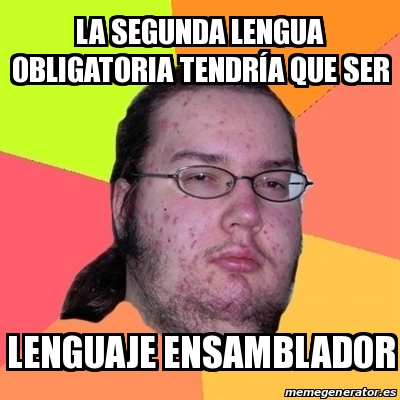 LA SEGUNDA LENGUA
OBLIGATORIA TENDRÍA QUE SER
LENGUAJE ENSAMBLADOR
memegenerator.es